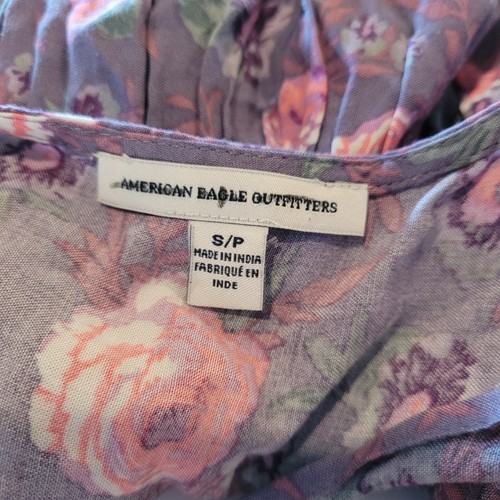 AMERICAN EAGLE OUTFITTERS
S/P
MADE IN INDIA
FABRIQUÉ EN
INDE